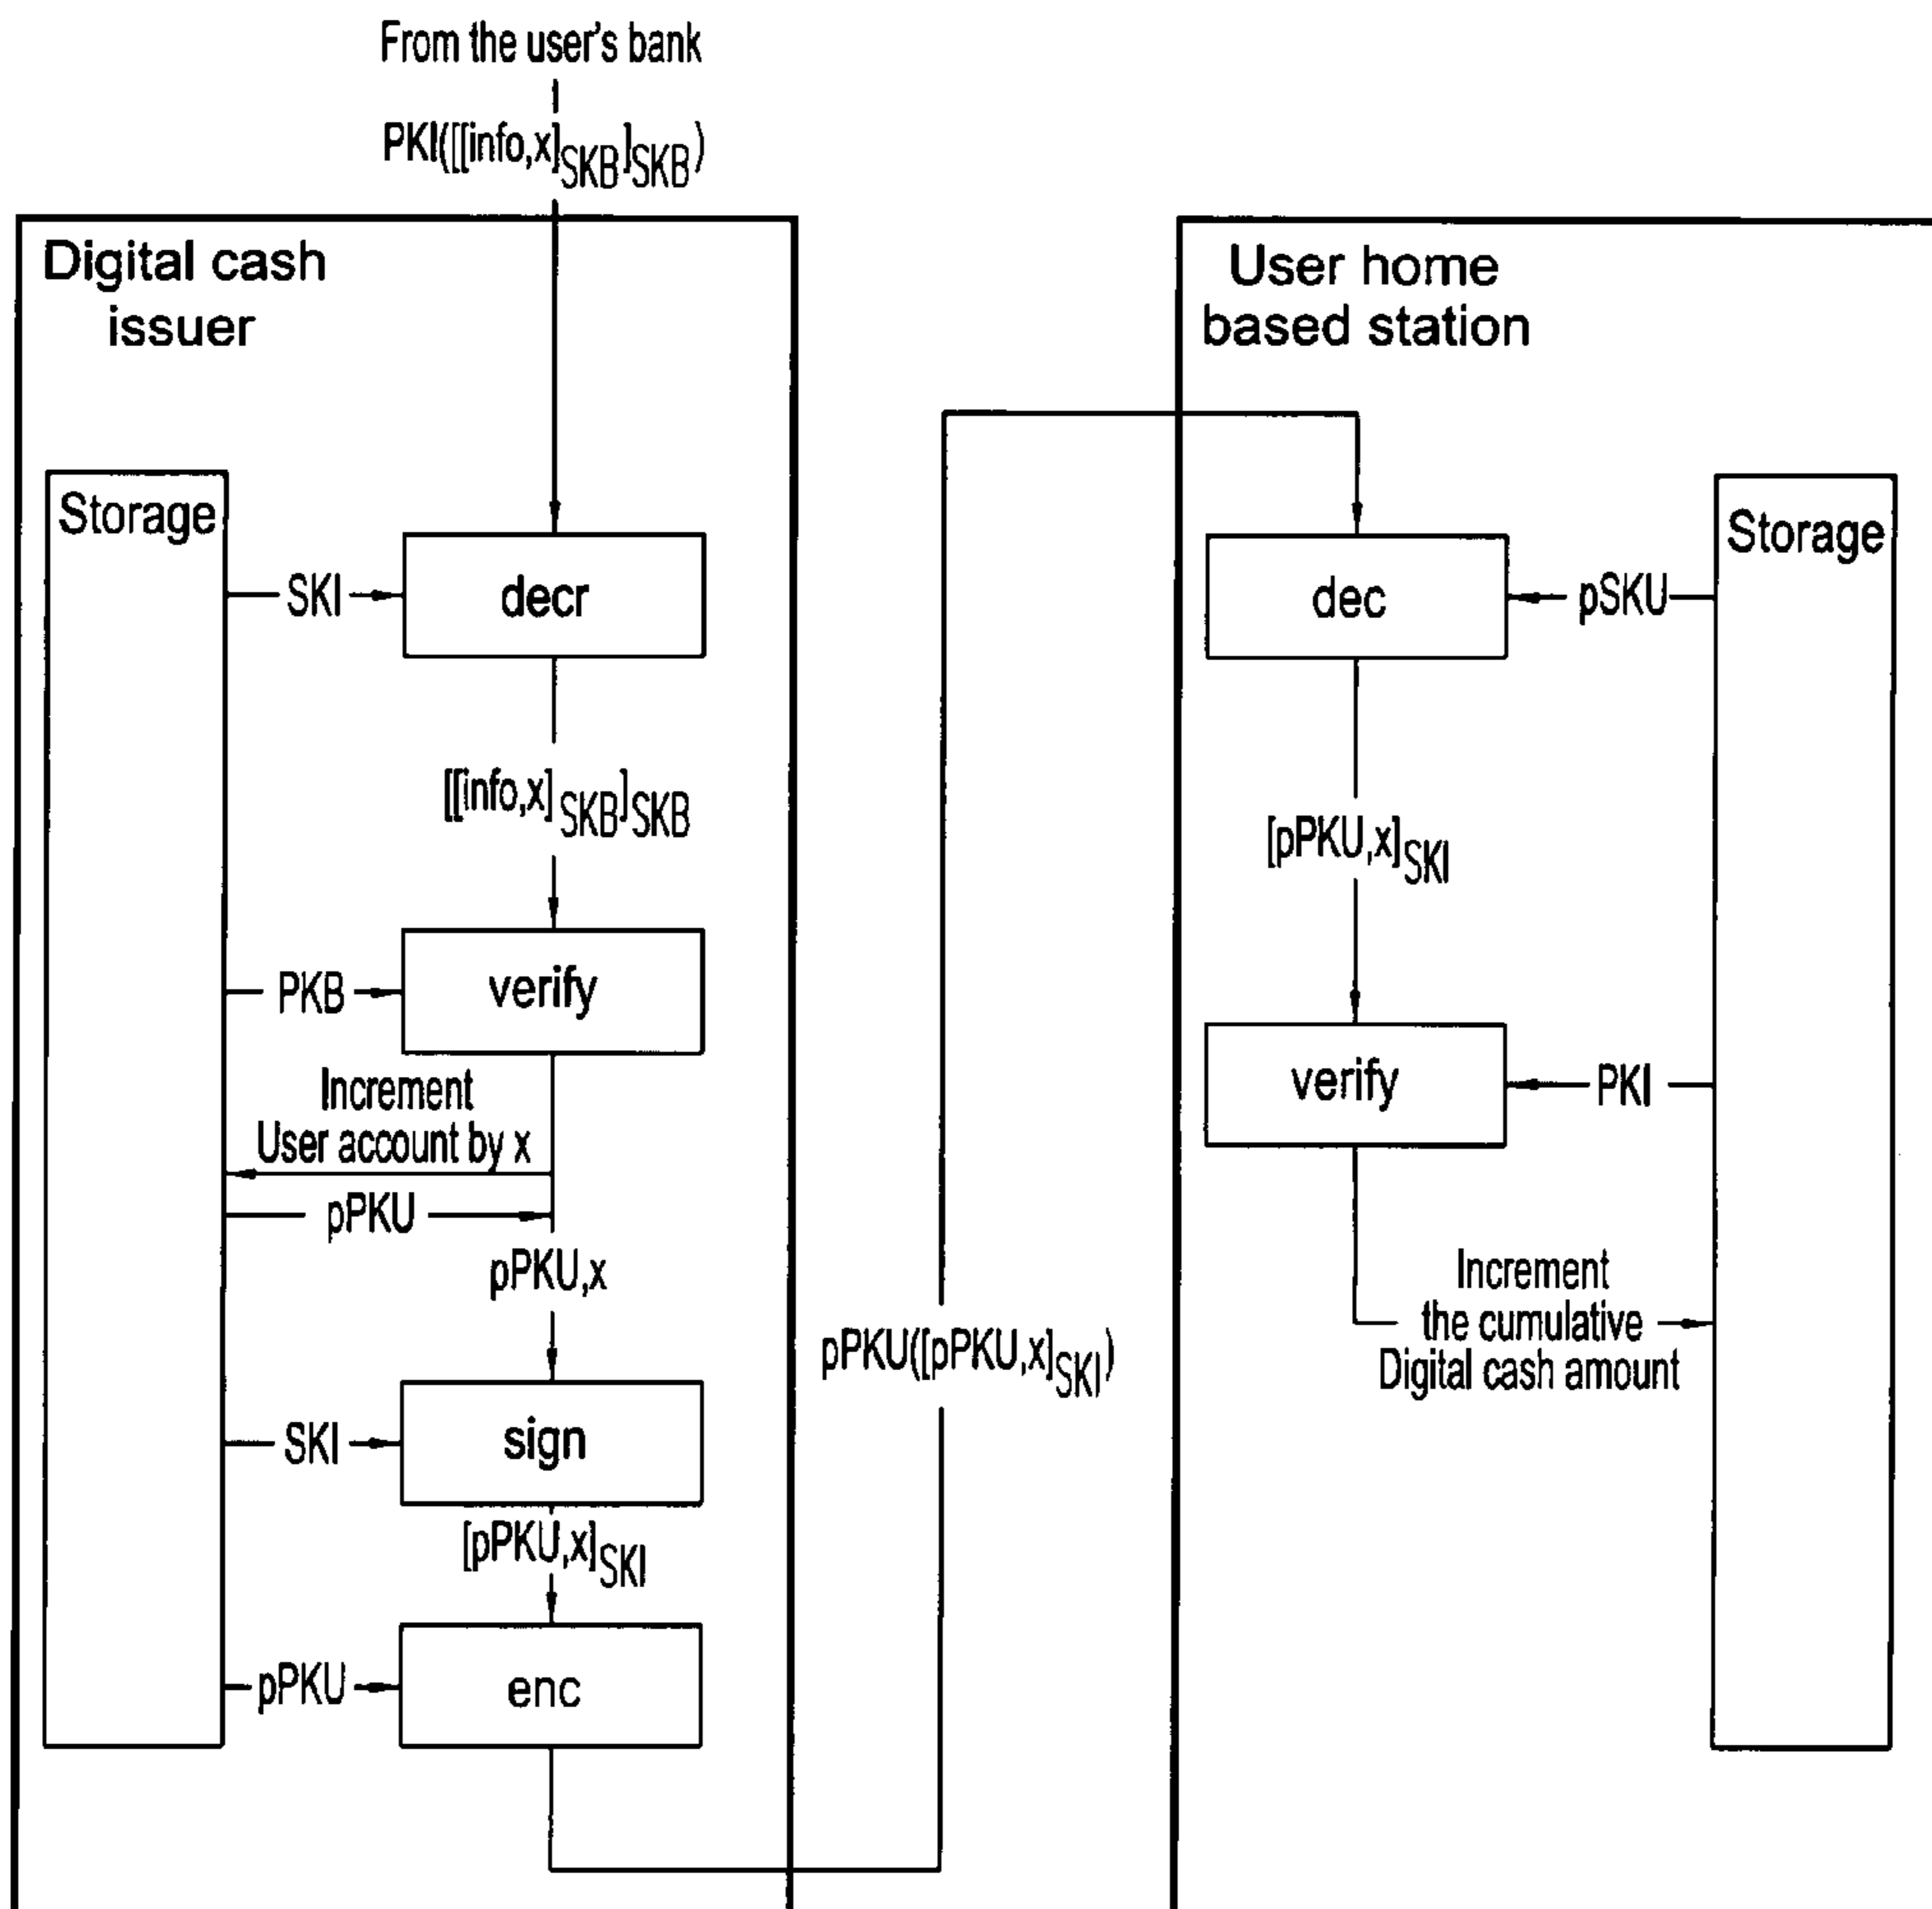 From the user's bank
PKI([[info,x]SKB]SKB)
Digital cash
issuer
Storage
SKI
decr
[[info,x]SKB]SKB
PKB
verify
Increment
User account by x
pPKU
pPKU,x
SKI
sign
[pPKU,x]SKI
pPKU
enc
pPKU([pPKU,x]SKI)
User home
based station
Storage
dec
pSKU
[pPKU,x]SKI
verify
PKI
Increment
the cumulative
Digital cash amount